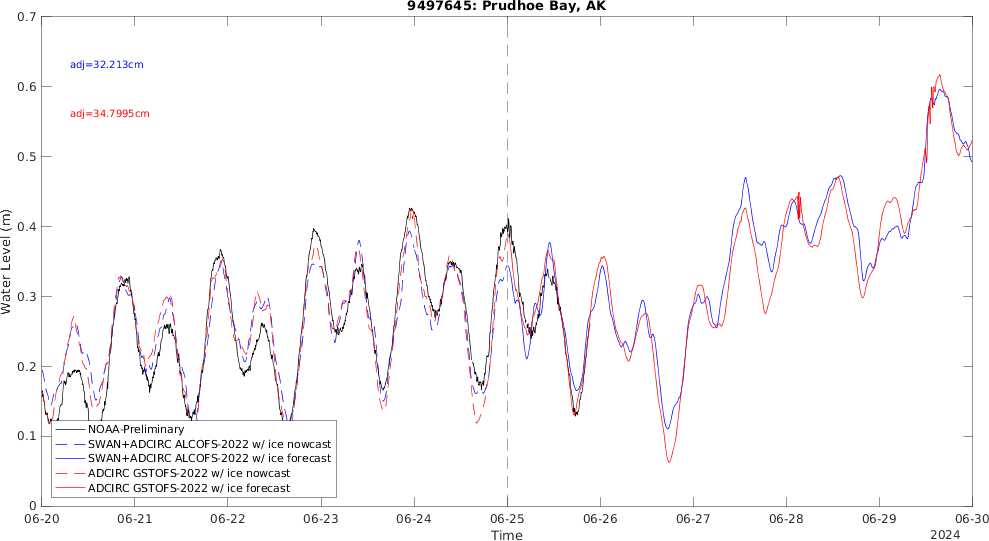 9497645: Prudhoe Bay, AK
0.7
adj=32.213cm
0.6
adj=34.7995cm
0.5
0.4
Water Level (m)
0.3
0.2
0.1
NOAA-Preliminary
SWAN+ADCIRC ALCOFS-2022 w/ ice nowcast
SWAN+ADCIRC ALCOFS-2022 w/ ice forecast
ADCIRC GSTOFS-2022 w/ ice nowcast
ADCIRC GSTOFS-2022 w/ ice forecast
0
06-20 06-21 06-22 06-23 06-24 06-25 06-26 06-27 06-28 06-29 06-30
Time
2024